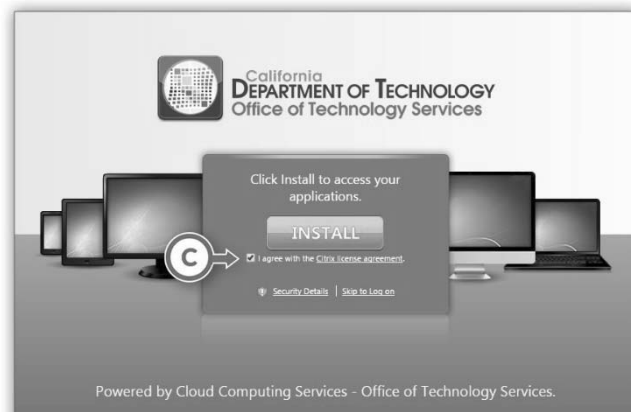 California
DEPARTMENT OF TECHNOLOGY
Office of Technology Services
Click Install to access your
applications.
INSTALL
C
I agree with the Citrix license agreement.
Security Details | Skip to Log on
Powered by Cloud Computing Services - Office of Technology Services.